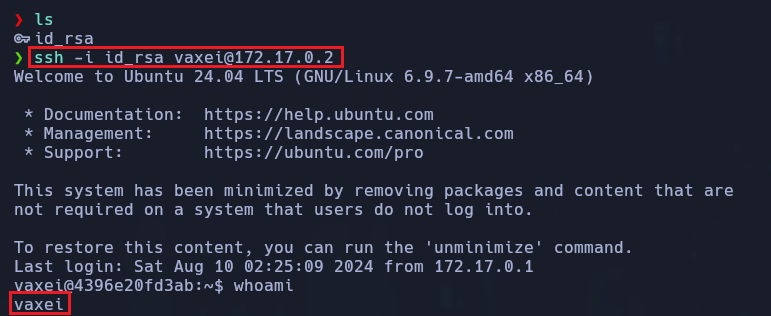 ❯ ls
id_rsa
❯ ssh -i id_rsa vaxei@172.17.0.2
Welcome to Ubuntu 24.04 LTS (GNU/Linux 6.9.7-amd64 x86_64)
* Documentation:  https://help.ubuntu.com
* Management:     https://landscape.canonical.com
* Support:        https://ubuntu.com/pro
This system has been minimized by removing packages and content that are
not required on a system that users do not log into.
To restore this content, you can run the 'unminimize' command.
Last login: Sat Aug 10 02:25:09 2024 from 172.17.0.1
vaxei@4396e20fd3ab:~$ whoami
vaxei